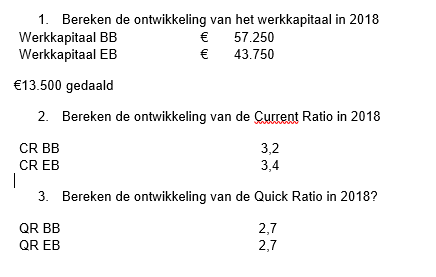 1. Bereken de ontwikkeling van het werkkapitaal in 2018
Werkkapitaal BB € 57.250
Werkkapitaal EB € 43.750
€13.500 gedaald
2. Bereken de ontwikkeling van de Current Ratio in 2018
CR BB 3,2
CR EB 3,4
3. Bereken de ontwikkeling van de Quick Ratio in 2018?
QR BB 2,7
QR EB 2,7